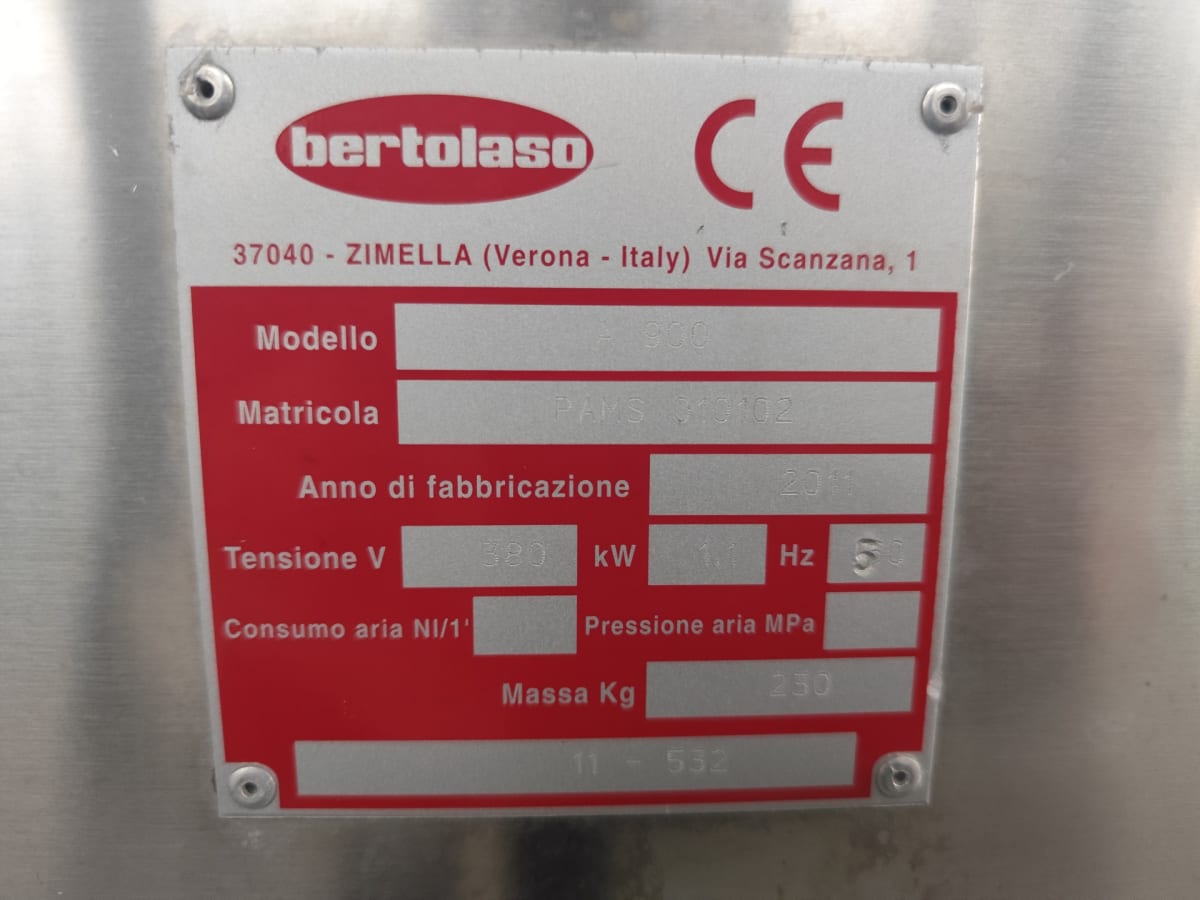 bertolaso CE
37040 - ZIMELLA (Verona - Italy) Via Scanzana, 1
Modello A 900
Matricola PAMS 010102
Anno di fabbricazione 2011
Tensione V 380 kW 1.1 Hz 50
Consumo aria Nl/1' Pressione aria MPa
Massa Kg 230
11 - 532